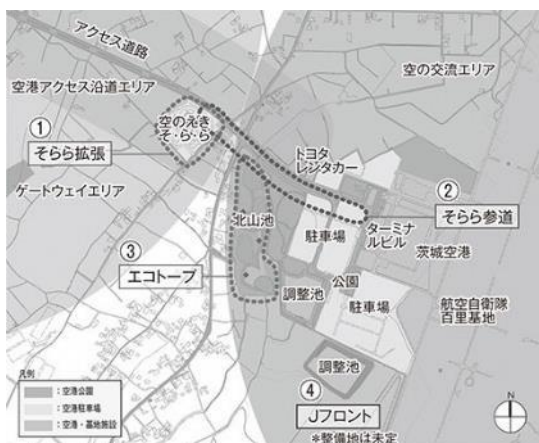 アクセス道路
空港アクセス沿道エリア
空の交流エリア
①
そらら拡張
空のえき
そ・ら・ら
トヨタ
レンタカー
ゲートウェイエリア
②
そらら参道
北山池
駐車場
ターミナ
ルビル
茨城空港
③
エコトープ
調整池
公園
駐車場
航空自衛隊
百里基地
調整池
④
Jフロント
*整備地は未定
凡例
：空港公園
：空港駐車場
：空港・基地施設
N